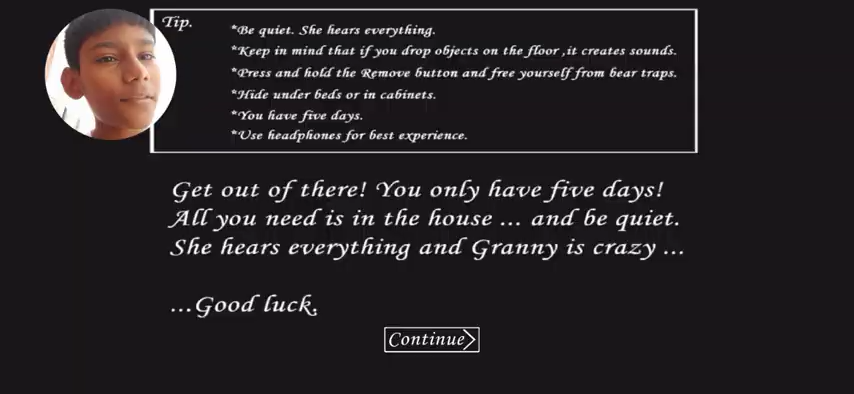 Tip.
*Be quiet. She hears everything.
*Keep in mind that if you drop objects on the floor ,it creates sounds.
*Press and hold the Remove button and free yourself from bear traps.
*Hide under beds or in cabinets.
*You have five days.
*Use headphones for best experience.
Get out of there! You only have five days!
All you need is in the house ... and be quiet.
She hears everything and Granny is crazy ...
...Good luck.
Continue